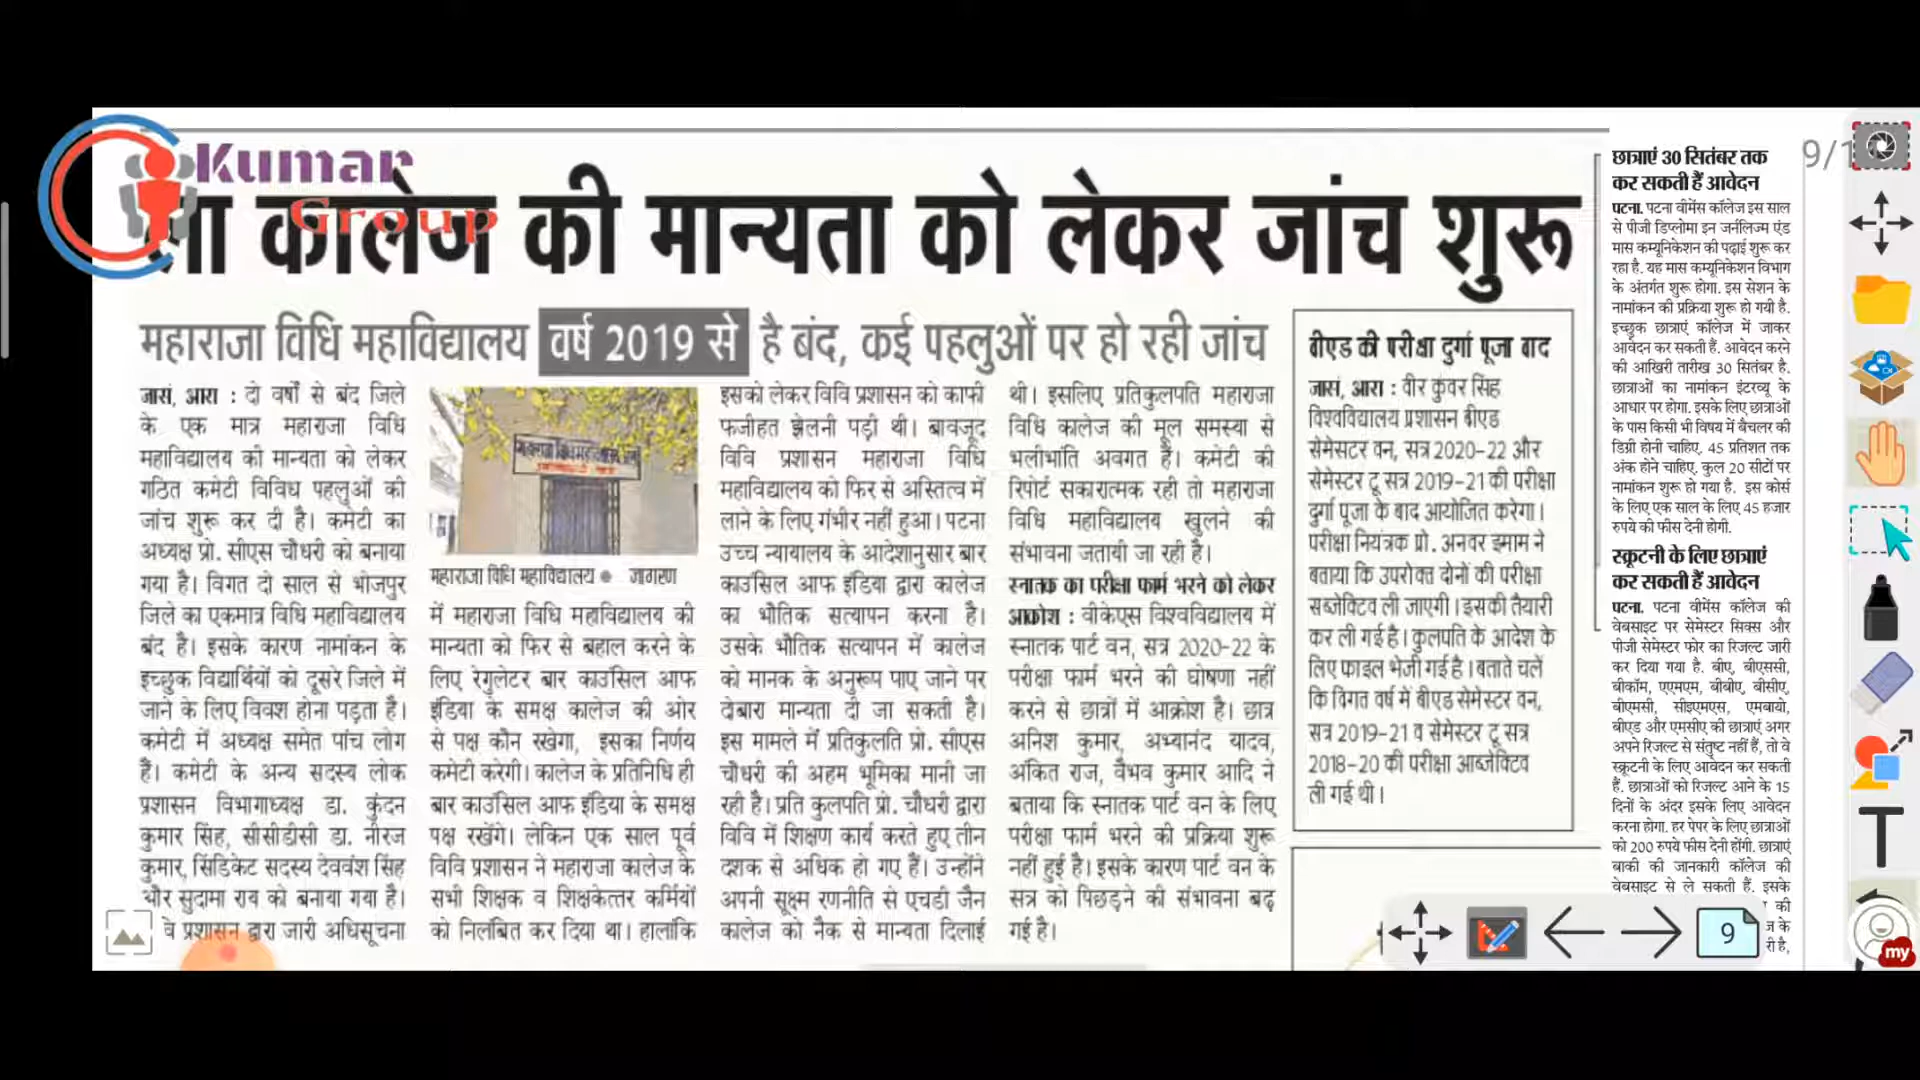 Kumar
Group
ला कालेज की मान्यता को लेकर जांच शुरू
महाराजा विधि महाविद्यालय वर्ष 2019 से है बंद, कई पहलुओं पर हो रही जांच
जासं, आरा : दो वर्षों से बंद जिले
के एक मात्र महाराजा विधि
महाविद्यालय की मान्यता को लेकर
गठित कमेटी विविध पहलुओं की
जांच शुरू कर दी है। कमेटी का
अध्यक्ष प्रो. सीएस चौधरी को बनाया
गया है। विगत दो साल से भोजपुर
जिले का एकमात्र विधि महाविद्यालय
बंद है। इसके कारण नामांकन के
इच्छुक विद्यार्थियों को दूसरे जिले में
जाने के लिए विवश होना पड़ता है।
कमेटी में अध्यक्ष समेत पांच लोग
हैं। कमेटी के अन्य सदस्य लोक
प्रशासन विभागाध्यक्ष डा. कुंदन
कुमार सिंह, सीसीडीसी डा. नीरज
कुमार, सिंडिकेट सदस्य देववंश सिंह
और सुदामा राय को बनाया गया है।
प्रशासन द्वारा जारी अधिसूचना
महाराजा विधि महाविद्यालय ● जागरण
में महाराजा विधि महाविद्यालय की
मान्यता को फिर से बहाल करने के
लिए रेगुलेटर बार काउंसिल आफ
इंडिया के समक्ष कालेज की ओर
से पक्ष कौन रखेगा, इसका निर्णय
कमेटी करेगी। कालेज के प्रतिनिधि ही
बार काउंसिल आफ इंडिया के समक्ष
पक्ष रखेंगे। लेकिन एक साल पूर्व
विवि प्रशासन ने महाराजा कालेज के
सभी शिक्षक व शिक्षकेत्तर कर्मियों
को निलंबित कर दिया था। हालांकि
इसको लेकर विवि प्रशासन को काफी
फजीहत झेलनी पड़ी थी। बावजूद
विवि प्रशासन महाराजा विधि
महाविद्यालय को फिर से अस्तित्व में
लाने के लिए गंभीर नहीं हुआ। पटना
उच्च न्यायालय के आदेशानुसार बार
काउंसिल आफ इंडिया द्वारा कालेज
का भौतिक सत्यापन करना है।
उसके भौतिक सत्यापन में कालेज
को मानक के अनुरूप पाए जाने पर
दोबारा मान्यता दी जा सकती है।
इस मामले में प्रतिकुलति प्रो. सीएस
चौधरी की अहम भूमिका मानी जा
रही है। प्रति कुलपति प्रो. चौधरी द्वारा
विवि में शिक्षण कार्य करते हुए तीन
दशक से अधिक हो गए हैं। उन्होंने
अपनी सूक्ष्म रणनीति से एचडी जैन
कालेज को नैक से मान्यता दिलाई
थी। इसलिए प्रतिकुलपति महाराजा
विधि कालेज की मूल समस्या से
भलीभांति अवगत हैं। कमेटी की
रिपोर्ट सकारात्मक रही तो महाराजा
विधि महाविद्यालय खुलने की
संभावना जतायी जा रही है।
स्नातक का परीक्षा फार्म भरने को लेकर
आक्रोश : वीकेएस विश्वविद्यालय में
स्नातक पार्ट वन, सत्र 2020-22 के
परीक्षा फार्म भरने की घोषणा नहीं
करने से छात्रों में आक्रोश है। छात्र
अनिश कुमार, अभ्यानंद यादव,
अंकित राज, वैभव कुमार आदि ने
बताया कि स्नातक पार्ट वन के लिए
परीक्षा फार्म भरने की प्रक्रिया शुरू
नहीं हुई है। इसके कारण पार्ट वन के
सत्र को पिछड़ने की संभावना बढ़
गई है।
बीएड की परीक्षा दुर्गा पूजा बाद
जासं, आरा : वीर कुंवर सिंह
विश्वविद्यालय प्रशासन बीएड
सेमेसटर वन, सत्र 2020-22 और
सेमेस्टर टू सत्र 2019-21 की परीक्षा
दुर्गा पूजा के बाद आयोजित करेगा।
परीक्षा नियंत्रक प्रो. अनवर इमाम ने
बताया कि उपरोक्त दोनों की परीक्षा
सब्जेक्टिव ली जाएगी। इसकी तैयारी
कर ली गई है। कुलपति के आदेश के
लिए फाइल भेजी गई है। बताते चलें
कि विगत वर्ष में बीएड सेमेस्टर वन,
सत्र 2019-21 व सेमेस्टर टू सत्र
2018-20 की परीक्षा आब्जेक्टिव
ली गई थी।
छात्राएं 30 सितंबर तक
कर सकती हैं आवेदन
पटना. पटना वीमेंस कॉलेज इस साल
से पीजी डिप्लोमा इन जर्नलिज्म एंड
मास कम्यूनिकेशन की पढ़ाई शुरू कर
रहा है. यह मास कम्यूनिकेशन विभाग
के अंतर्गत शुरू होगा. इस सेशन के
नामांकन की प्रक्रिया शुरू हो गयी है.
इच्छुक छात्राएं कॉलेज में जाकर
आवेदन कर सकती हैं. आवेदन करने
की आखिरी तारीख 30 सितंबर है.
छात्राओं का नामांकन इंटरव्यू के
आधार पर होगा. इसके लिए छात्राओं
के पास किसी भी विषय में बैचलर की
डिग्री होनी चाहिए. 45 प्रतिशत तक
अंक होने चाहिए. कुल 20 सीटों पर
नामांकन शुरू हो गया है. इस कोर्स
के लिए एक साल के लिए 45 हजार
रुपये की फीस देनी होगी.
स्क्रूटनी के लिए छात्राएं
कर सकती हैं आवेदन
पटना. पटना वीमेंस कॉलेज की
वेबसाइट पर सेमेस्टर सिक्स और
पीजी सेमेस्टर फोर का रिजल्ट जारी
कर दिया गया है. बीए, बीएससी,
बीकॉम, एएमएम, बीबीए, बीसीए,
बीएमसी, सीइएमएस, एमबायो,
बीएड और एमसीए की छात्राएं अगर
अपने रिजल्ट से संतुष्ट नहीं हैं, तो वे
स्क्रूटनी के लिए आवेदन कर सकती
हैं. छात्राओं को रिजल्ट आने के 15
दिनों के अंदर इसके लिए आवेदन
करना होगा. हर पेपर के लिए छात्राओं
को 200 रुपये फीस देनी होंगी. छात्राएं
बाकी की जानकारी कॉलेज की
वेबसाइट से ले सकती हैं. इसके
की
9
my